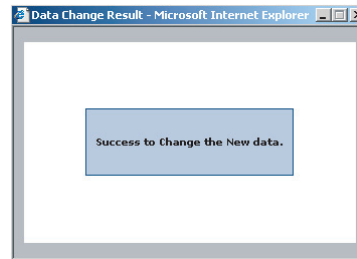 Data Change Result - Microsoft Internet Explorer
Success to Change the New data.